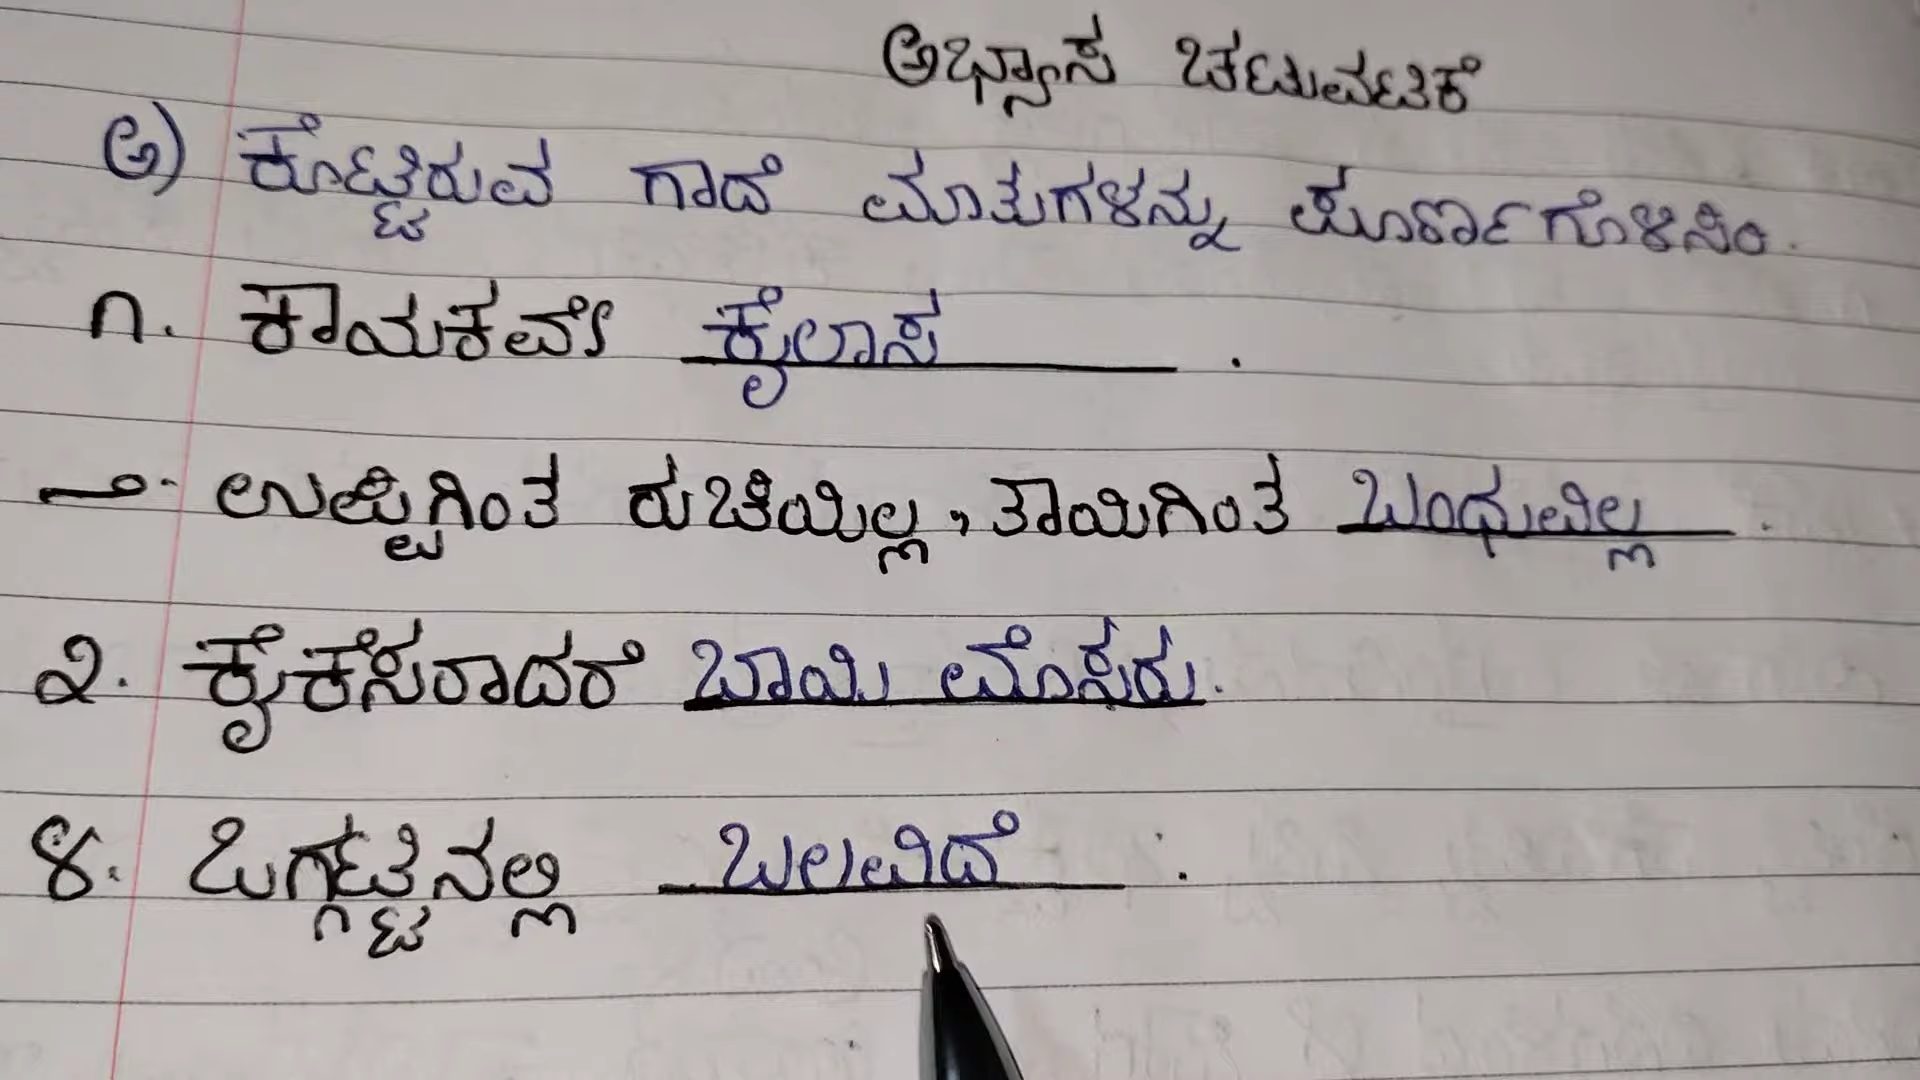 ಅಭ್ಯಾಸ ಚಟುವಟಿಕೆ
ಅ) ಕೊಟ್ಟಿರುವ ಗಾದೆ ಮಾತುಗಳನ್ನು ಪೂರ್ಣಗೊಳಿಸಿಂ.
೧. ಕಾಯಕವೇ ಕೈಲಾಸ .
೨. ಉಪ್ಪಿಗಿಂತ ರುಚಿಯಿಲ್ಲ, ತಾಯಿಗಿಂತ ಬಂಧುವಿಲ್ಲ .
೩. ಕೈಕೆಸರಾದರೆ ಬಾಯಿ ಮೊಸರು.
೪. ಒಗ್ಗಟ್ಟಿನಲ್ಲಿ ಬಲವಿದೆ .